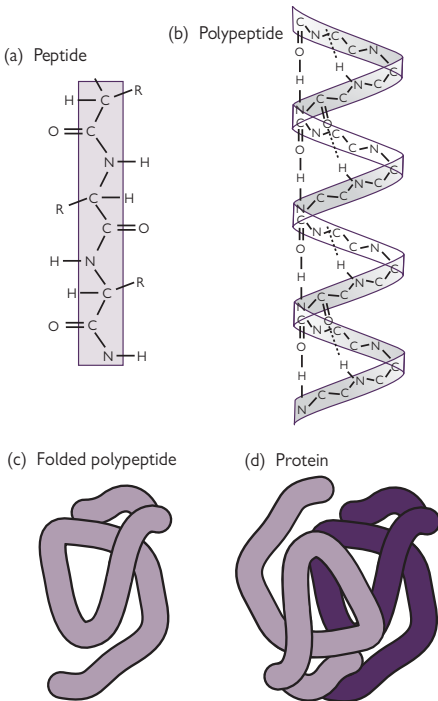 (a) Peptide
H C R
O C
N H
R C H
C O
H N
H C R
O C
N H
(b) Polypeptide
C
N C C N C
O C
H H
N C C
N C C C O
C N C
C N
O C
H H
N C
N C C
C N C C
N C
O H
H N C
N C C C O
C N C
C N
O C
H H
N C
N C C
(c) Folded polypeptide
(d) Protein